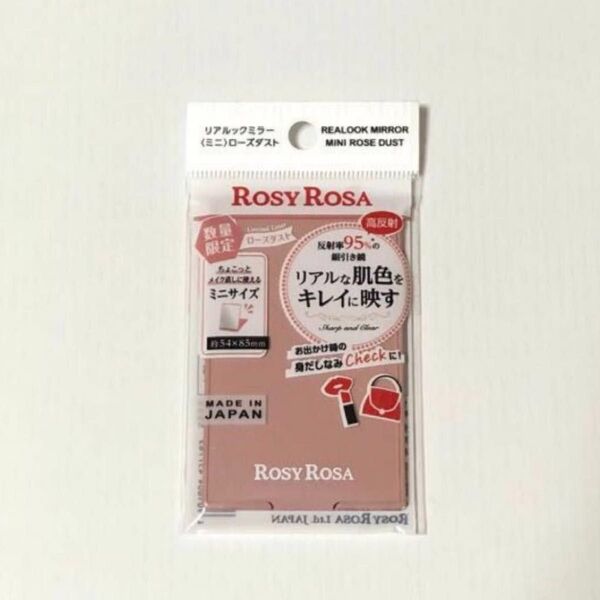 リアルックミラー
〈ミニ〉ローズダスト
REALOOK MIRROR
MINI ROSE DUST
ROSY ROSA
数量
限定
Limited Color
ローズダスト
高反射
反射率95%*の
銀引き鏡
リアルな肌色を
キレイに映す
Sharp and Clear
ちょこっと
メイク直しに使える
ミニサイズ
約54×85mm
お出かけ時の
身だしなみCheckに!
MADE IN
JAPAN
ROSY ROSA
ROSY ROSA Ltd. JAPAN